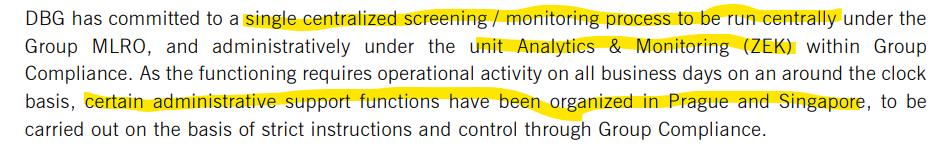 DBG has committed to a single centralized screening / monitoring process to be run centrally under the
Group MLRO, and administratively under the unit Analytics & Monitoring (ZEK) within Group
Compliance. As the functioning requires operational activity on all business days on an around the clock
basis, certain administrative support functions have been organized in Prague and Singapore, to be
carried out on the basis of strict instructions and control through Group Compliance.